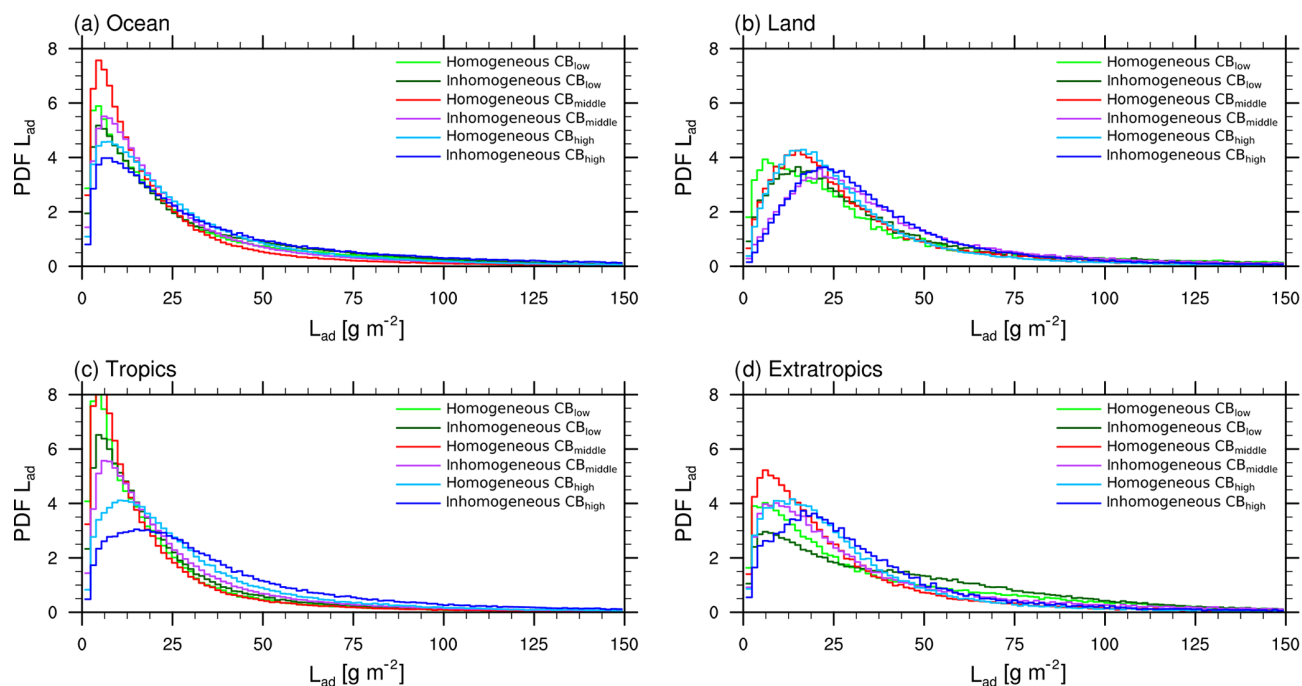 (a) Ocean
PDF L_ad
8
6
4
2
0
Homogeneous CB_low
Inhomogeneous CB_low
Homogeneous CB_middle
Inhomogeneous CB_middle
Homogeneous CB_high
Inhomogeneous CB_high
0 25 50 75 100 125 150
L_ad [g m⁻²]
(b) Land
PDF L_ad
8
6
4
2
0
Homogeneous CB_low
Inhomogeneous CB_low
Homogeneous CB_middle
Inhomogeneous CB_middle
Homogeneous CB_high
Inhomogeneous CB_high
0 25 50 75 100 125 150
L_ad [g m⁻²]
(c) Tropics
PDF L_ad
8
6
4
2
0
Homogeneous CB_low
Inhomogeneous CB_low
Homogeneous CB_middle
Inhomogeneous CB_middle
Homogeneous CB_high
Inhomogeneous CB_high
0 25 50 75 100 125 150
L_ad [g m⁻²]
(d) Extratropics
PDF L_ad
8
6
4
2
0
Homogeneous CB_low
Inhomogeneous CB_low
Homogeneous CB_middle
Inhomogeneous CB_middle
Homogeneous CB_high
Inhomogeneous CB_high
0 25 50 75 100 125 150
L_ad [g m⁻²]